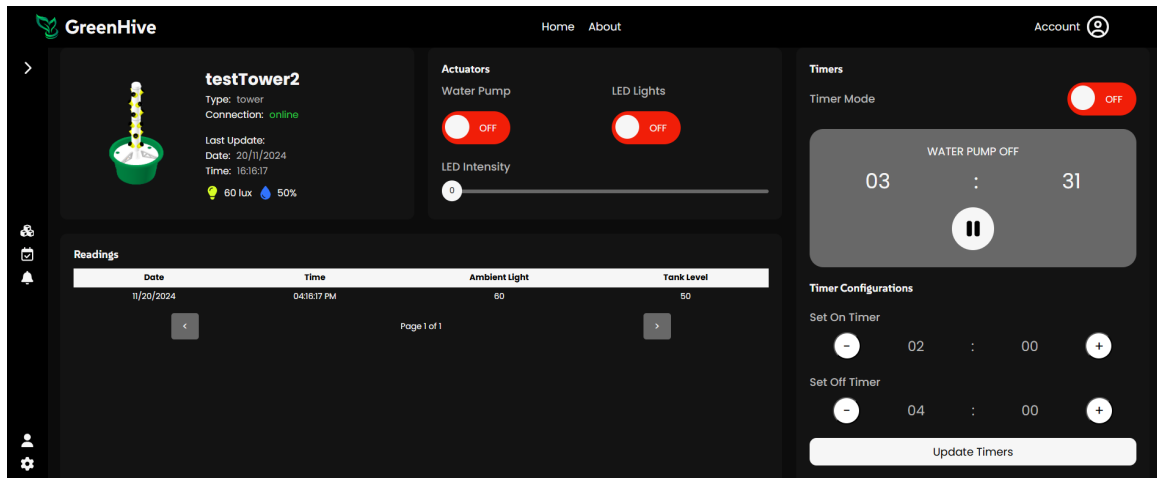 GreenHive
Home About
Account
testTower2
Type: tower
Connection: online
Last Update:
Date: 20/11/2024
Time: 16:16:17
60 lux 50%
Actuators
Water Pump LED Lights
OFF OFF
LED Intensity
0
Readings
Date Time Ambient Light Tank Level
11/20/2024 04:16:17 PM 60 50
< Page 1 of 1 >
Timers
Timer Mode OFF
WATER PUMP OFF
03 : 31
Timer Configurations
Set On Timer
- 02 : 00 +
Set Off Timer
- 04 : 00 +
Update Timers